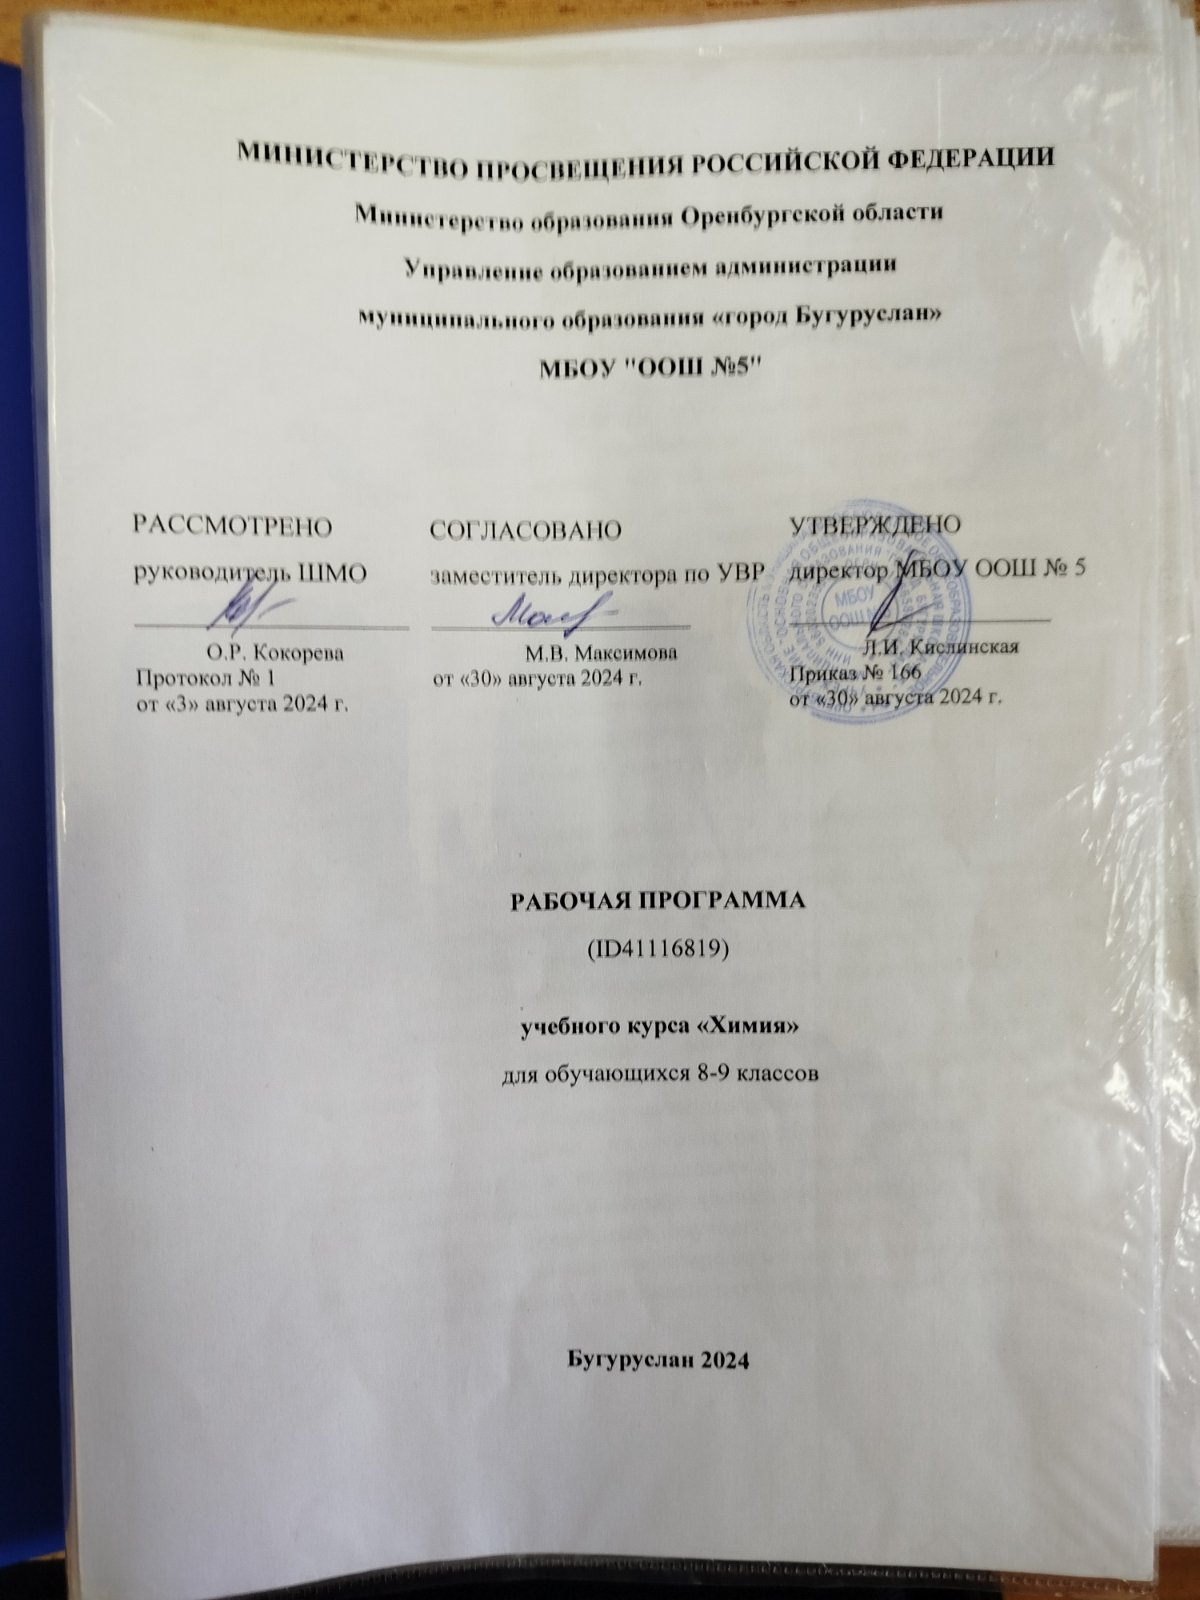 МИНИСТЕРСТВО ПРОСВЕЩЕНИЯ РОССИЙСКОЙ ФЕДЕРАЦИИ
Министерство образования Оренбургской области
Управление образованием администрации
муниципального образования «город Бугуруслан»
МБОУ "ООШ №5"
РАССМОТРЕНО
руководитель ШМО
О.Р. Кокорева
Протокол № 1
от «3» августа 2024 г.
СОГЛАСОВАНО
заместитель директора по УВР
М.В. Максимова
от «30» августа 2024 г.
УТВЕРЖДЕНО
директор МБОУ ООШ № 5
Л.И. Кислинская
Приказ № 166
от «30» августа 2024 г.
МБОУ
РАБОЧАЯ ПРОГРАММА
(ID41116819)
учебного курса «Химия»
для обучающихся 8-9 классов
Бугуруслан 2024